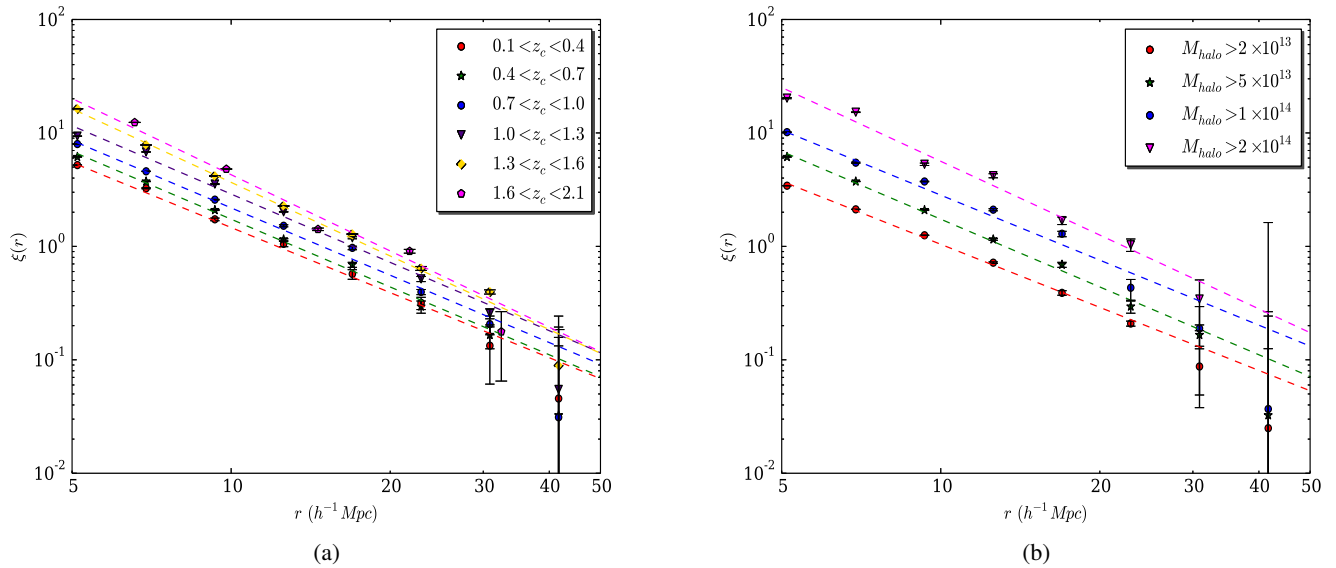 10^2
10^1
10^0
10^-1
10^-2
ξ(r)
0.1<z_c<0.4
0.4<z_c<0.7
0.7<z_c<1.0
1.0<z_c<1.3
1.3<z_c<1.6
1.6<z_c<2.1
5 10 20 30 40 50
r (h^-1 Mpc)
(a)
10^2
10^1
10^0
10^-1
10^-2
ξ(r)
M_halo>2×10^13
M_halo>5×10^13
M_halo>1×10^14
M_halo>2×10^14
5 10 20 30 40 50
r (h^-1 Mpc)
(b)